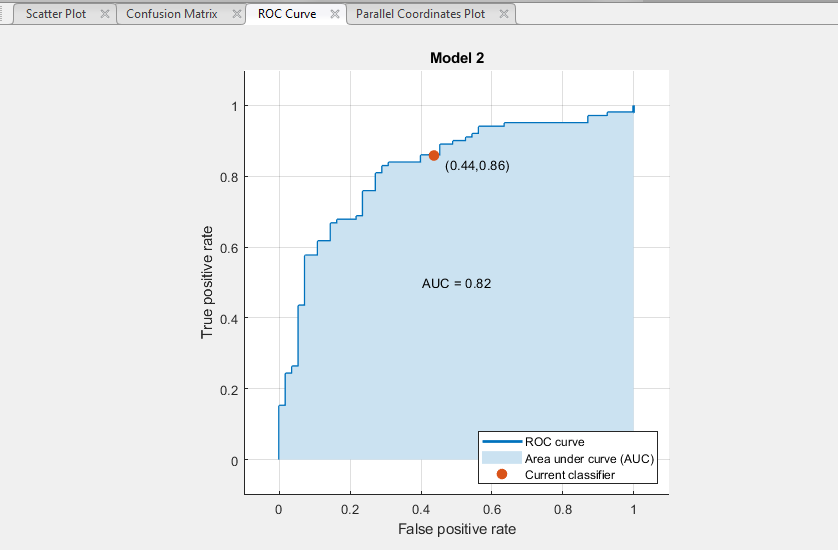 Scatter Plot Confusion Matrix ROC Curve Parallel Coordinates Plot
Model 2
1
0.8
0.6
0.4
0.2
0
True positive rate
(0.44,0.86)
AUC = 0.82
ROC curve
Area under curve (AUC)
Current classifier
0 0.2 0.4 0.6 0.8 1
False positive rate